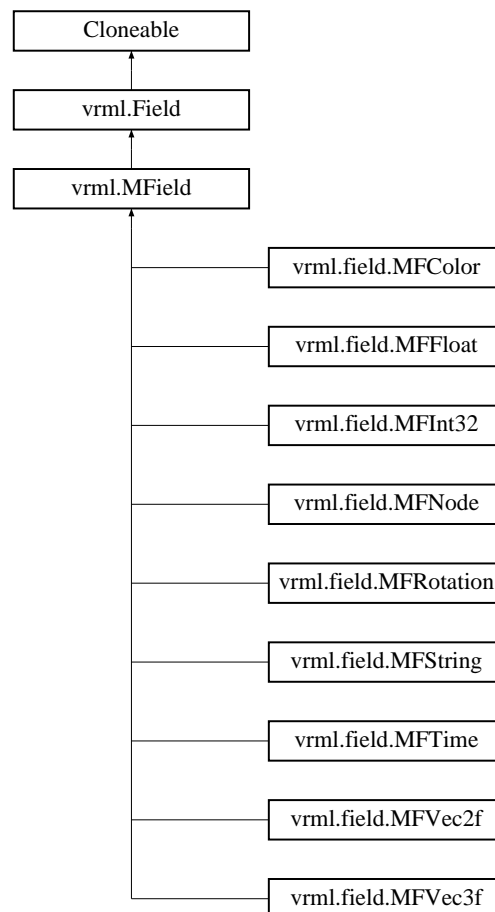 Cloneable
vrml.Field
vrml.MField
vrml.field.MFColor
vrml.field.MFFloat
vrml.field.MFInt32
vrml.field.MFNode
vrml.field.MFRotation
vrml.field.MFString
vrml.field.MFTime
vrml.field.MFVec2f
vrml.field.MFVec3f